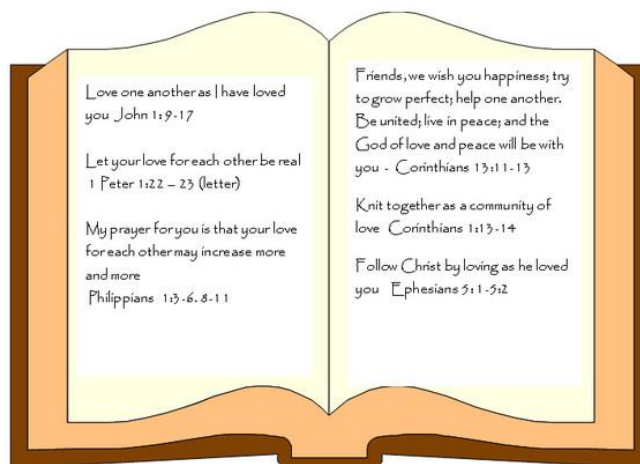 Love one another as I have loved
you John 1:9-17
Let your love for each other be real
1 Peter 1:22 – 23 (letter)
My prayer for you is that your love
for each other may increase more
and more
Philippians 1:3-6. 8-11
Friends, we wish you happiness; try
to grow perfect; help one another.
Be united; live in peace; and the
God of love and peace will be with
you - Corinthians 13:11-13
Knit together as a community of
love Corinthians 1:13-14
Follow Christ by loving as he loved
you Ephesians 5:1-5:2